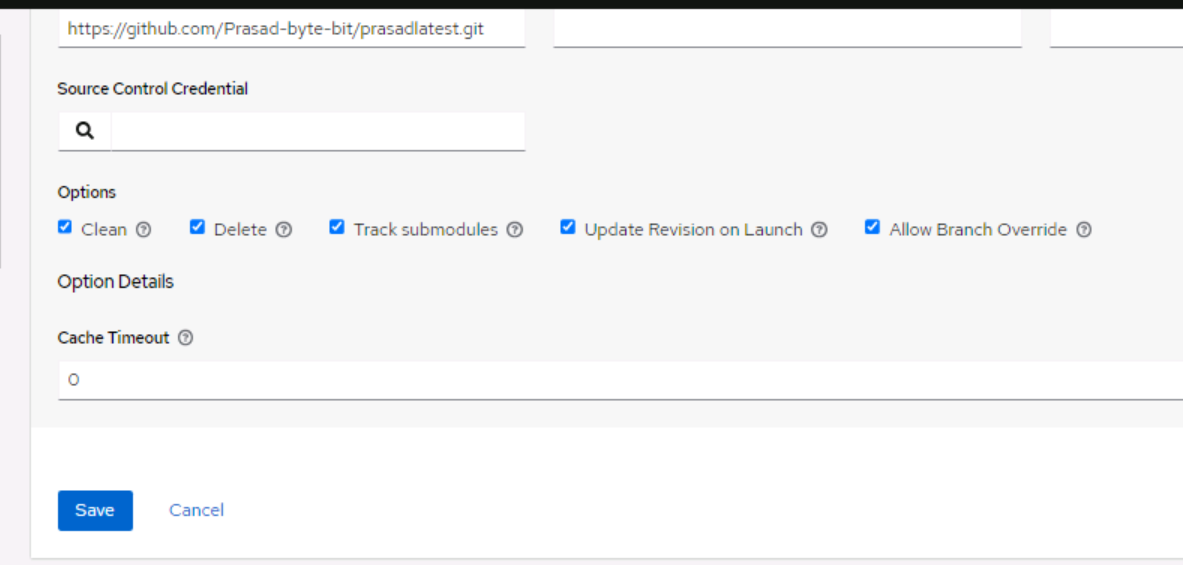 https://github.com/Prasad-byte-bit/prasadlatest.git
Source Control Credential
Options
Clean Delete Track submodules Update Revision on Launch Allow Branch Override
Option Details
Cache Timeout
0
Save Cancel